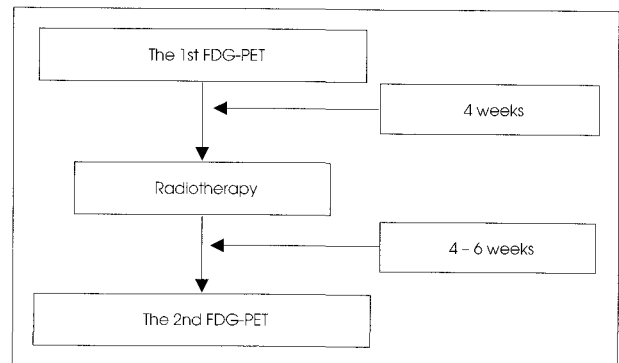 The 1st FDG-PET
4 weeks
Radiotherapy
4 – 6 weeks
The 2nd FDG-PET